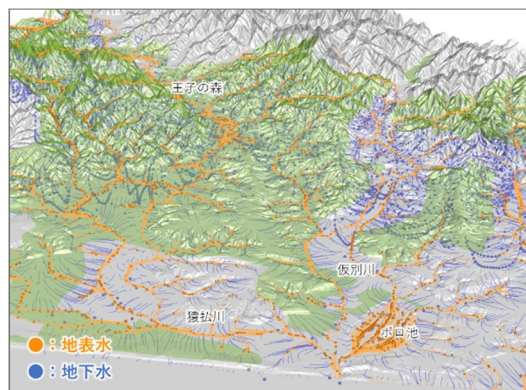 王子の森
仮別川
猿払川
ポロ池
：地表水
：地下水